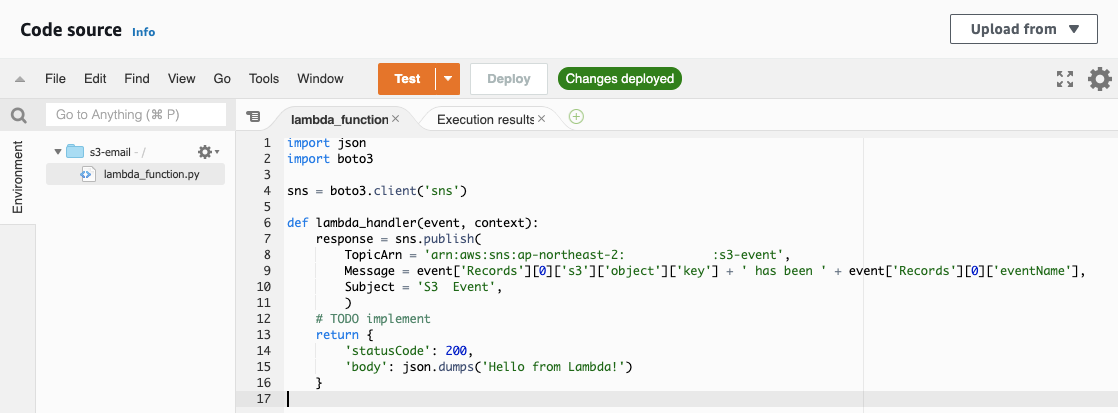 Code source Info
Upload from
File Edit Find View Go Tools Window Test Deploy Changes deployed
Go to Anything (⌘ P)
Environment
s3-email - /
lambda_function.py
lambda_function × Execution results ×
1 import json
2 import boto3
3
4 sns = boto3.client('sns')
5
6 def lambda_handler(event, context):
7     response = sns.publish(
8         TopicArn = 'arn:aws:sns:ap-northeast-2:            :s3-event',
9         Message = event['Records'][0]['s3']['object']['key'] + ' has been ' + event['Records'][0]['eventName'],
10         Subject = 'S3  Event',
11         )
12     # TODO implement
13     return {
14         'statusCode': 200,
15         'body': json.dumps('Hello from Lambda!')
16     }
17